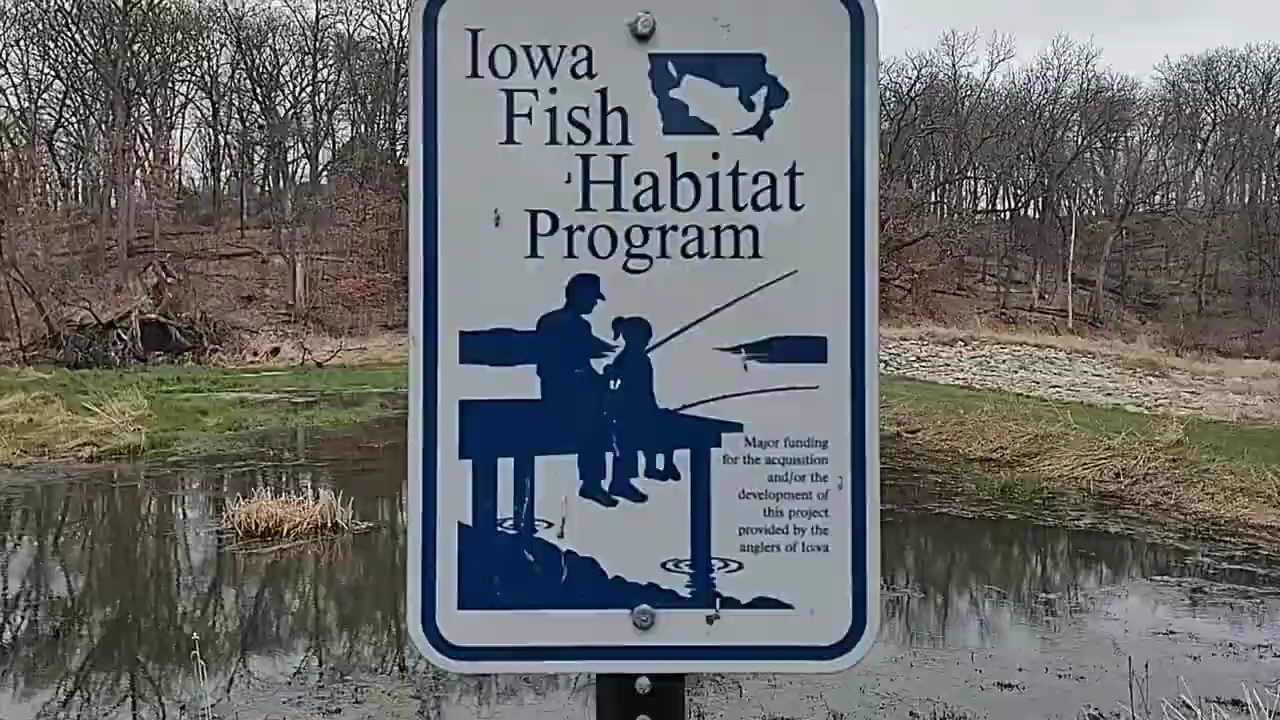 Iowa
Fish
Habitat
Program
Major funding
for the acquisition
and/or the
development of
this project
provided by the
anglers of Iowa